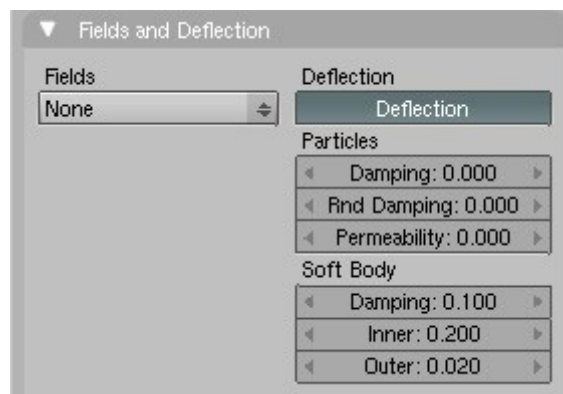 Fields and Deflection
Fields
None
Deflection
Deflection
Particles
Damping: 0.000
Rnd Damping: 0.000
Permeability: 0.000
Soft Body
Damping: 0.100
Inner: 0.200
Outer: 0.020